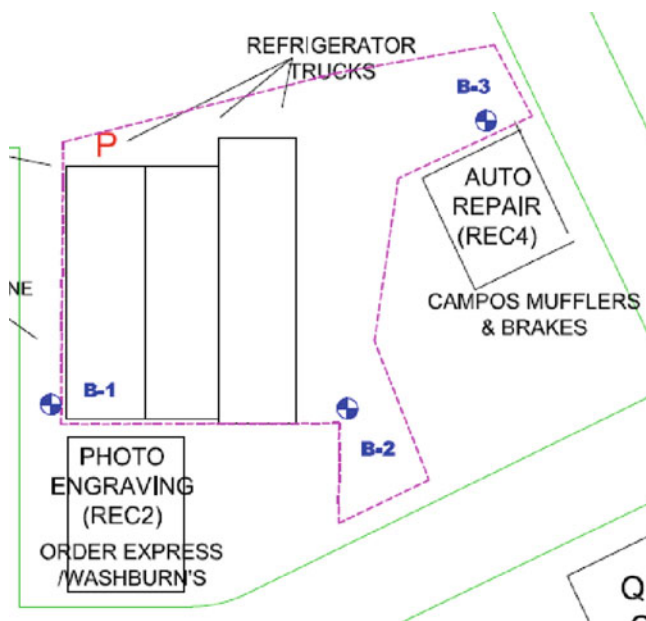 REFRIGERATOR
TRUCKS
B-3
P
AUTO
REPAIR
(REC4)
NE
CAMPOS MUFFLERS
& BRAKES
B-1
B-2
PHOTO
ENGRAVING
(REC2)
ORDER EXPRESS
/WASHBURN'S
Q